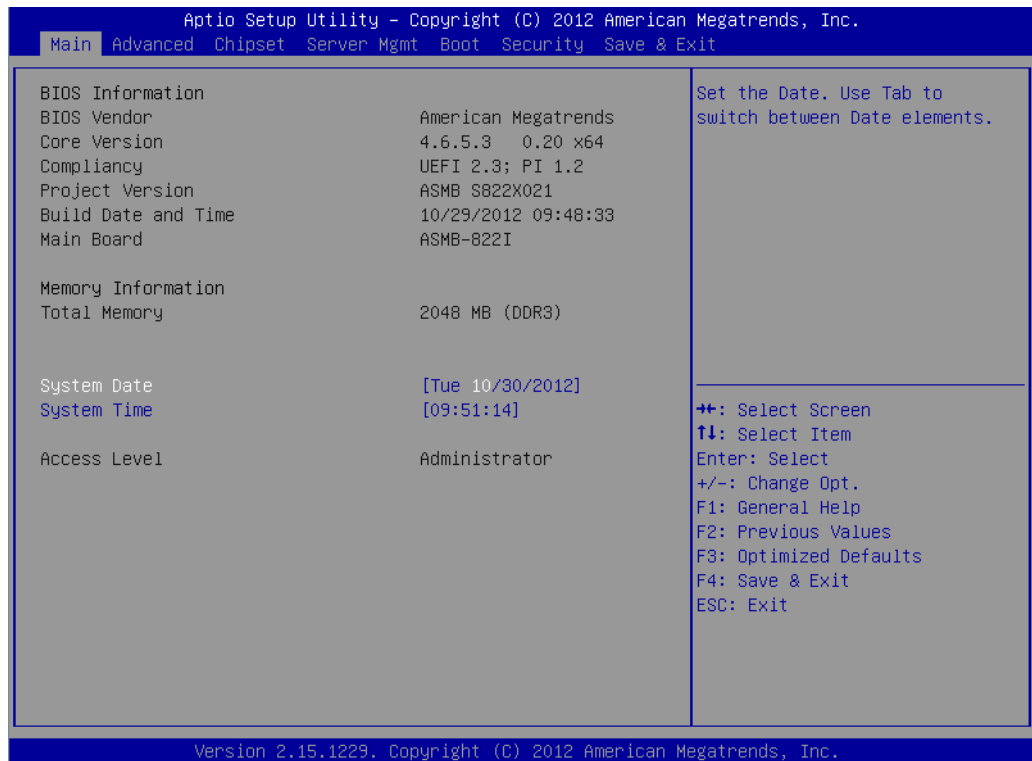 Aptio Setup Utility – Copyright (C) 2012 American Megatrends, Inc.
Main Advanced Chipset Server Mgmt Boot Security Save & Exit
BIOS Information
BIOS Vendor American Megatrends
Core Version 4.6.5.3 0.20 x64
Compliancy UEFI 2.3; PI 1.2
Project Version ASMB S822X021
Build Date and Time 10/29/2012 09:48:33
Main Board ASMB-822I
Memory Information
Total Memory 2048 MB (DDR3)
System Date [Tue 10/30/2012]
System Time [09:51:14]
Access Level Administrator
Set the Date. Use Tab to
switch between Date elements.
→←: Select Screen
↑↓: Select Item
Enter: Select
+/-: Change Opt.
F1: General Help
F2: Previous Values
F3: Optimized Defaults
F4: Save & Exit
ESC: Exit
Version 2.15.1229. Copyright (C) 2012 American Megatrends, Inc.